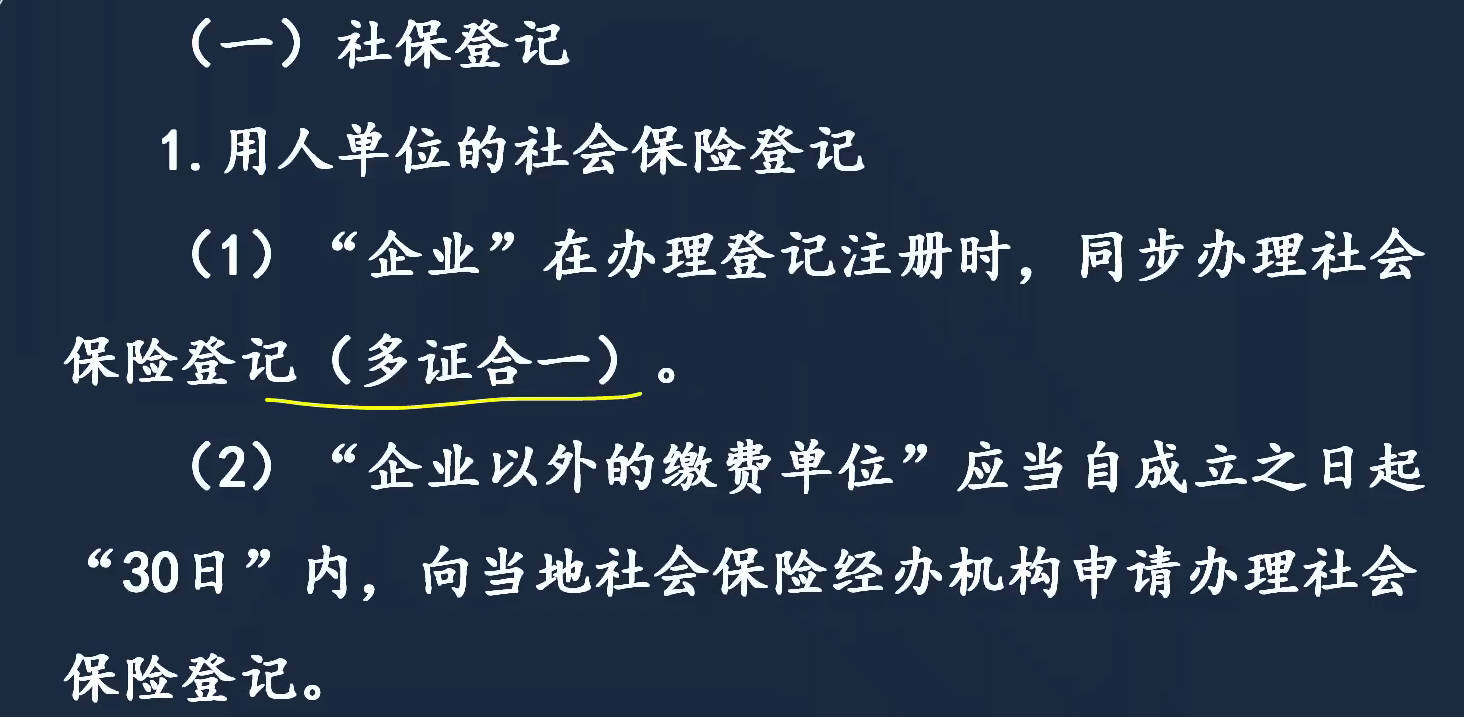 （一）社保登记
1.用人单位的社会保险登记
（1）“企业”在办理登记注册时，同步办理社会
保险登记（多证合一）。
（2）“企业以外的缴费单位”应当自成立之日起
“30日”内，向当地社会保险经办机构申请办理社会
保险登记。